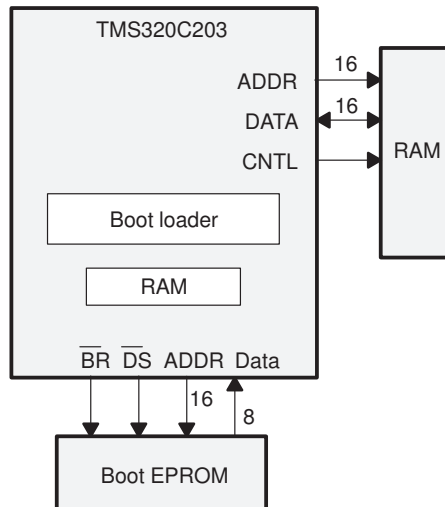 TMS320C203
ADDR
16
DATA
16
CNTL
RAM
Boot loader
RAM
BR DS ADDR Data
16
8
Boot EPROM